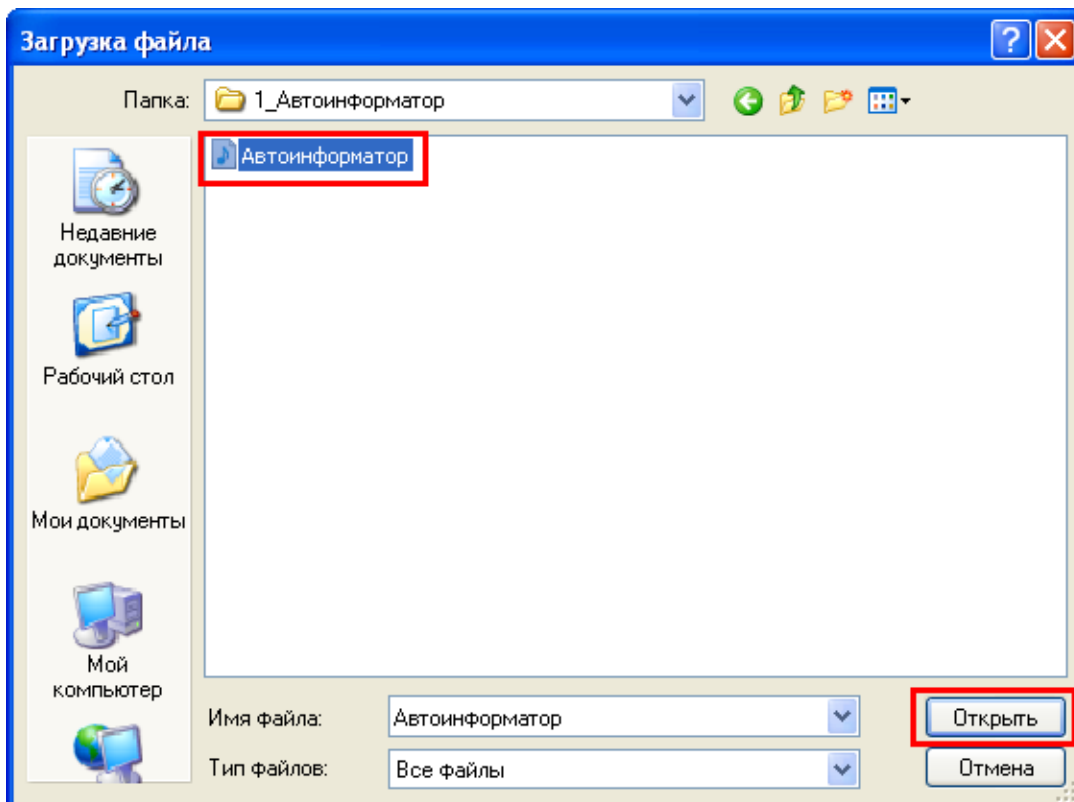 Загрузка файла
Папка: 1_Автоинформатор
Автоинформатор
Недавние
документы
Рабочий стол
Мои документы
Мой
компьютер
Имя файла: Автоинформатор
Открыть
Тип файлов: Все файлы
Отмена